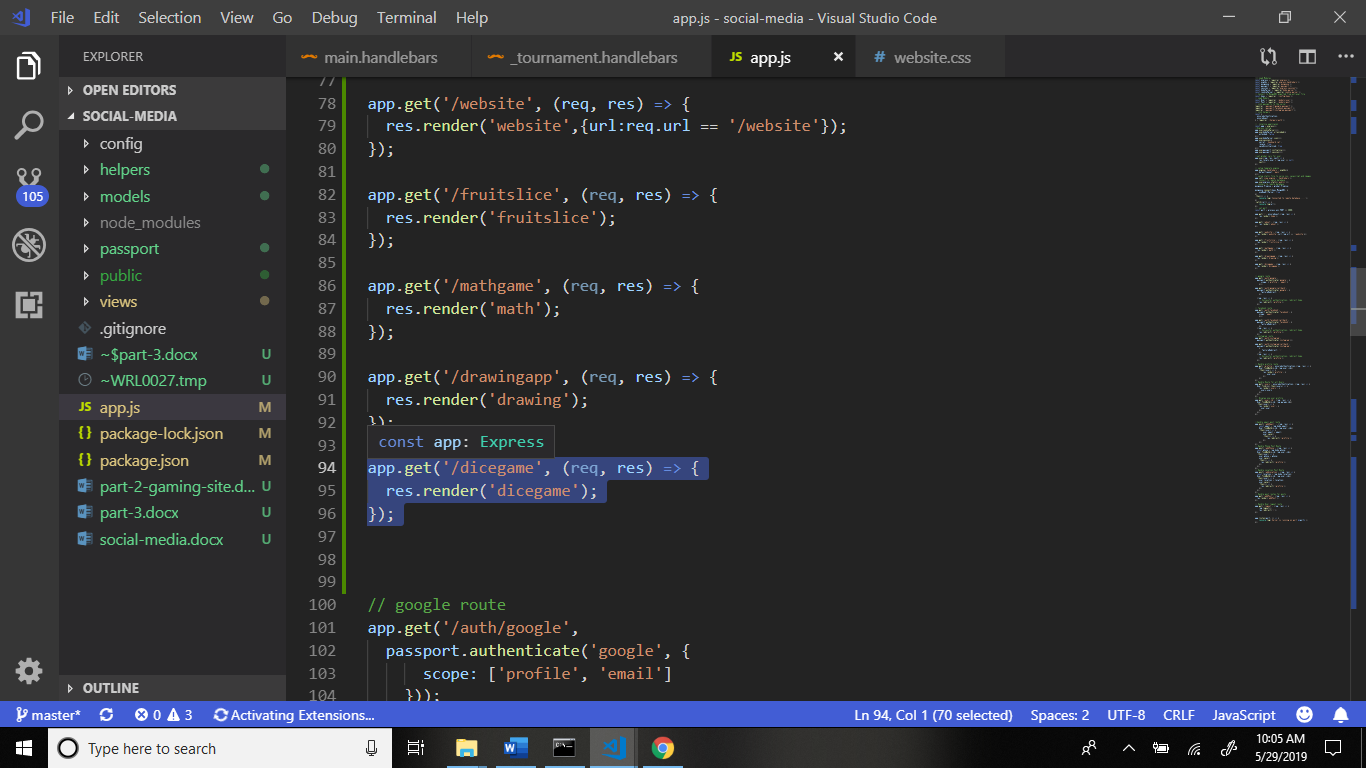 File Edit Selection View Go Debug Terminal Help
app.js - social-media - Visual Studio Code
EXPLORER
main.handlebars
_tournament.handlebars
JS app.js
# website.css
OPEN EDITORS
SOCIAL-MEDIA
config
helpers
models
node_modules
passport
public
views
.gitignore
~$part-3.docx U
~WRL0027.tmp U
JS app.js M
{} package-lock.json M
{} package.json M
part-2-gaming-site.d... U
part-3.docx U
social-media.docx U
OUTLINE
105
77
78 app.get('/website', (req, res) => {
79 res.render('website',{url:req.url == '/website'});
80 });
81
82 app.get('/fruitslice', (req, res) => {
83 res.render('fruitslice');
84 });
85
86 app.get('/mathgame', (req, res) => {
87 res.render('math');
88 });
89
90 app.get('/drawingapp', (req, res) => {
91 res.render('drawing');
92 });
93
const app: Express
94 app.get('/dicegame', (req, res) => {
95 res.render('dicegame');
96 });
97
98
99
100 // google route
101 app.get('/auth/google',
102 passport.authenticate('google', {
103 scope: ['profile', 'email']
104 }));
master* 0 3 Activating Extensions...
Ln 94, Col 1 (70 selected) Spaces: 2 UTF-8 CRLF JavaScript
Type here to search
10:05 AM
5/29/2019